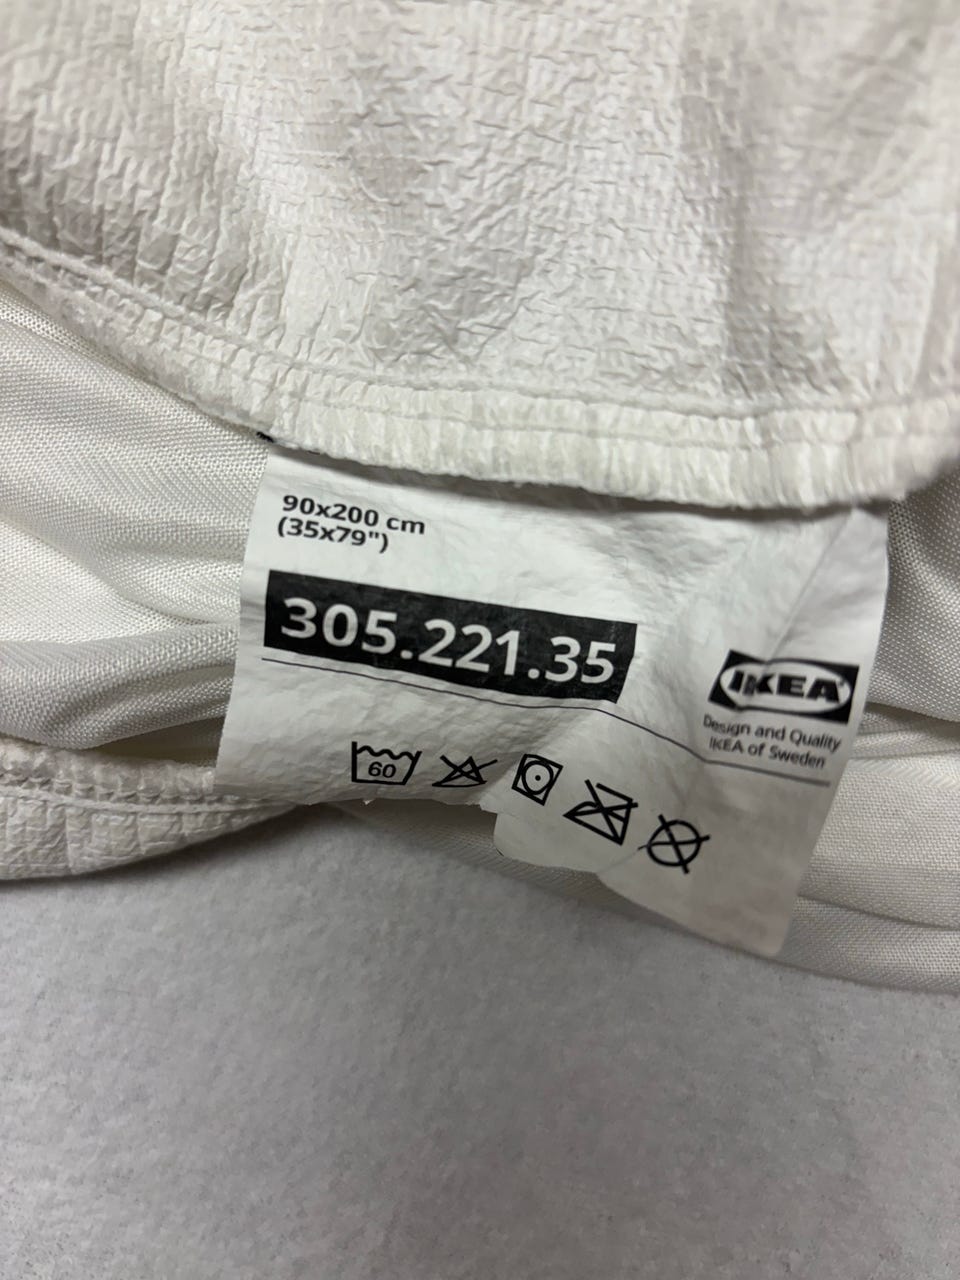 90x200 cm
(35x79")
305.221.35
IKEA
Design and Quality
IKEA of Sweden
60